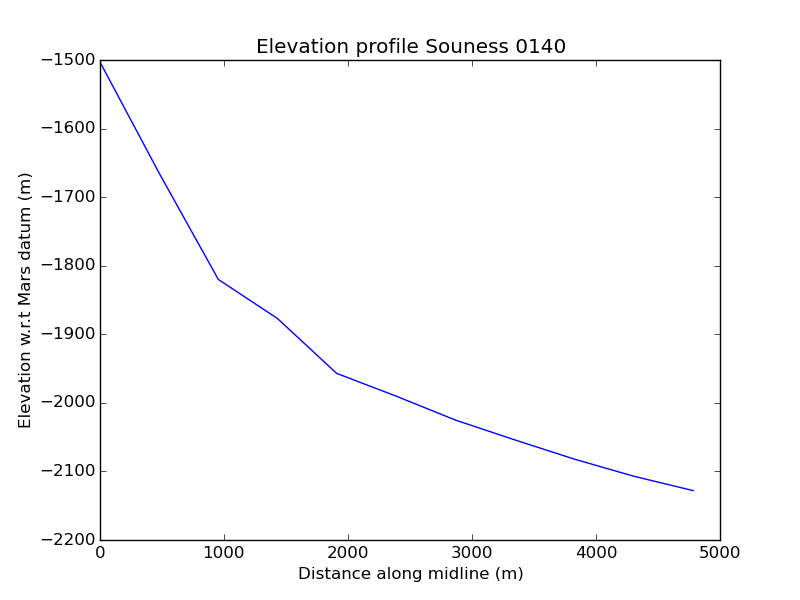 Elevation profile Souness 0140
−1500
−1600
−1700
−1800
−1900
−2000
−2100
−2200
Elevation w.r.t Mars datum (m)
0 1000 2000 3000 4000 5000
Distance along midline (m)